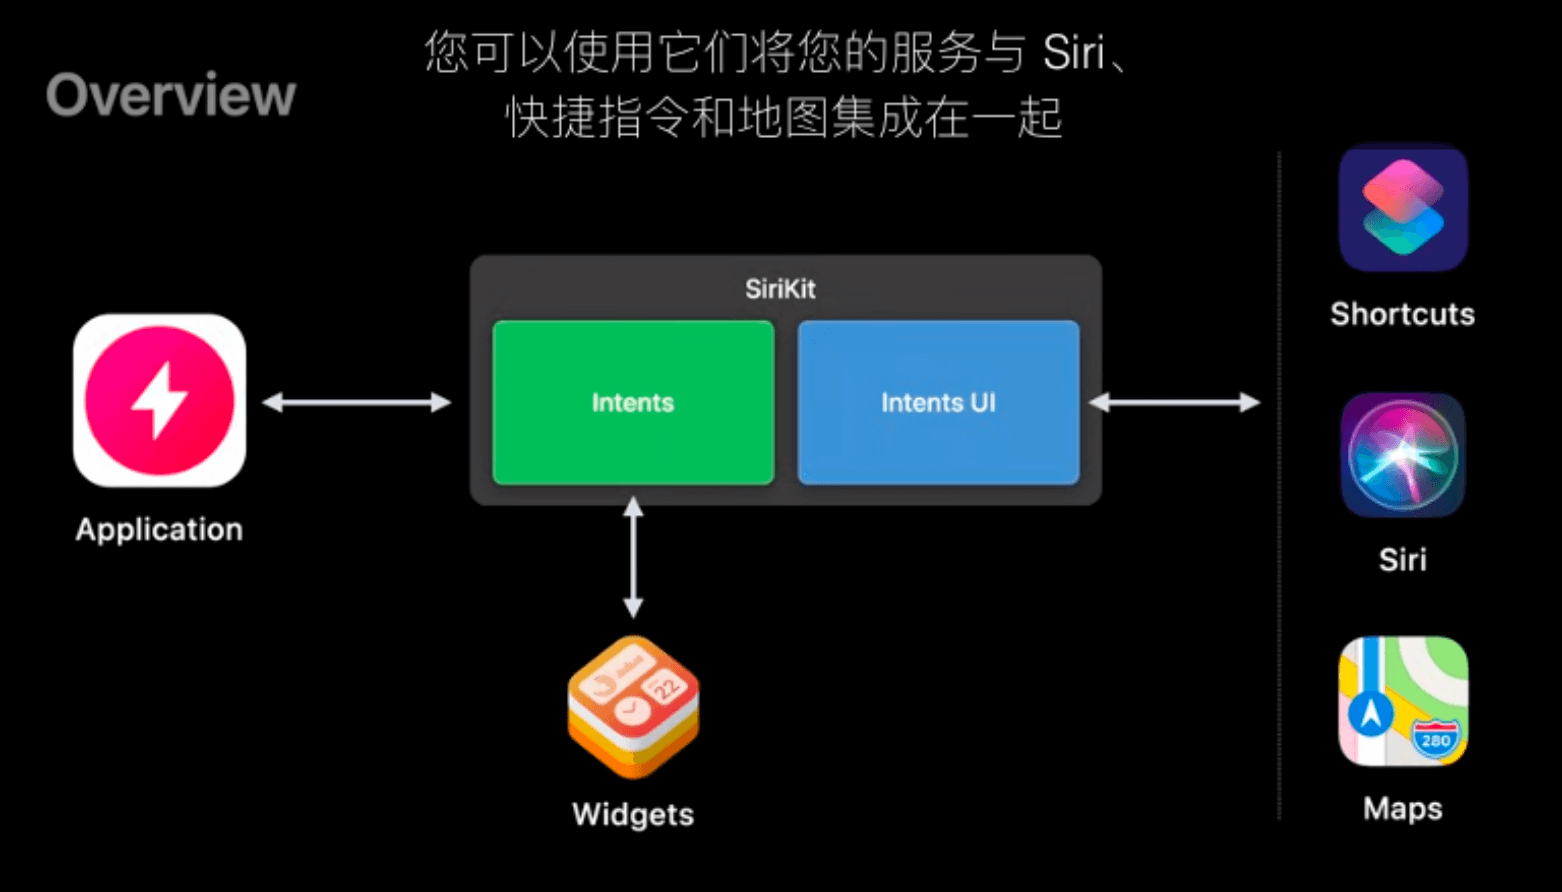 您可以使用它们将您的服务与 Siri、
快捷指令和地图集成在一起
Overview
SiriKit
Intents
Intents UI
Application
Widgets
22
Shortcuts
Siri
280
Maps